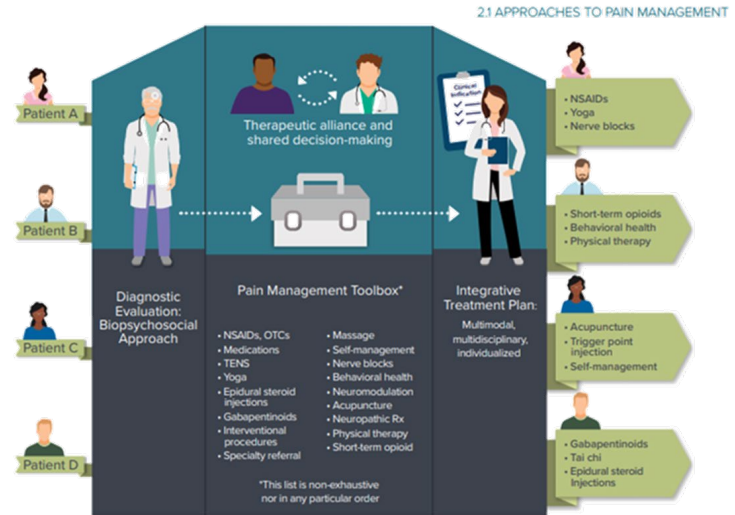 2.1 APPROACHES TO PAIN MANAGEMENT
Patient A
Patient B
Patient C
Patient D
Diagnostic
Evaluation:
Biopsychosocial
Approach
Therapeutic alliance and
shared decision-making
Pain Management Toolbox*
• NSAIDs, OTCs
• Medications
• TENS
• Yoga
• Epidural steroid
injections
• Gabapentinoids
• Interventional
procedures
• Specialty referral
• Massage
• Self-management
• Nerve blocks
• Behavioral health
• Neuromodulation
• Acupuncture
• Neuropathic Rx
• Physical therapy
• Short-term opioid
*This list is non-exhaustive
nor in any particular order
Clinical
Indication
Integrative
Treatment Plan:
Multimodal,
multidisciplinary,
individualized
• NSAIDs
• Yoga
• Nerve blocks
• Short-term opioids
• Behavioral health
• Physical therapy
• Acupuncture
• Trigger point
injection
• Self-management
• Gabapentinoids
• Tai chi
• Epidural steroid
Injections